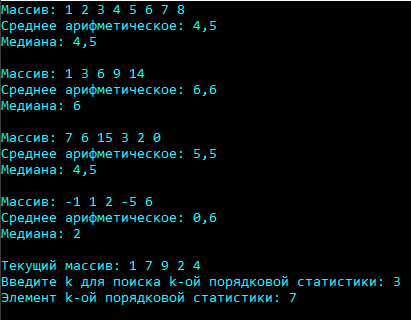 Массив: 1 2 3 4 5 6 7 8
Среднее арифметическое: 4,5
Медиана: 4,5
Массив: 1 3 6 9 14
Среднее арифметическое: 6,6
Медиана: 6
Массив: 7 6 15 3 2 0
Среднее арифметическое: 5,5
Медиана: 4,5
Массив: -1 1 2 -5 6
Среднее арифметическое: 0,6
Медиана: 2
Текущий массив: 1 7 9 2 4
Введите k для поиска k-ой порядковой статистики: 3
Элемент k-ой порядковой статистики: 7